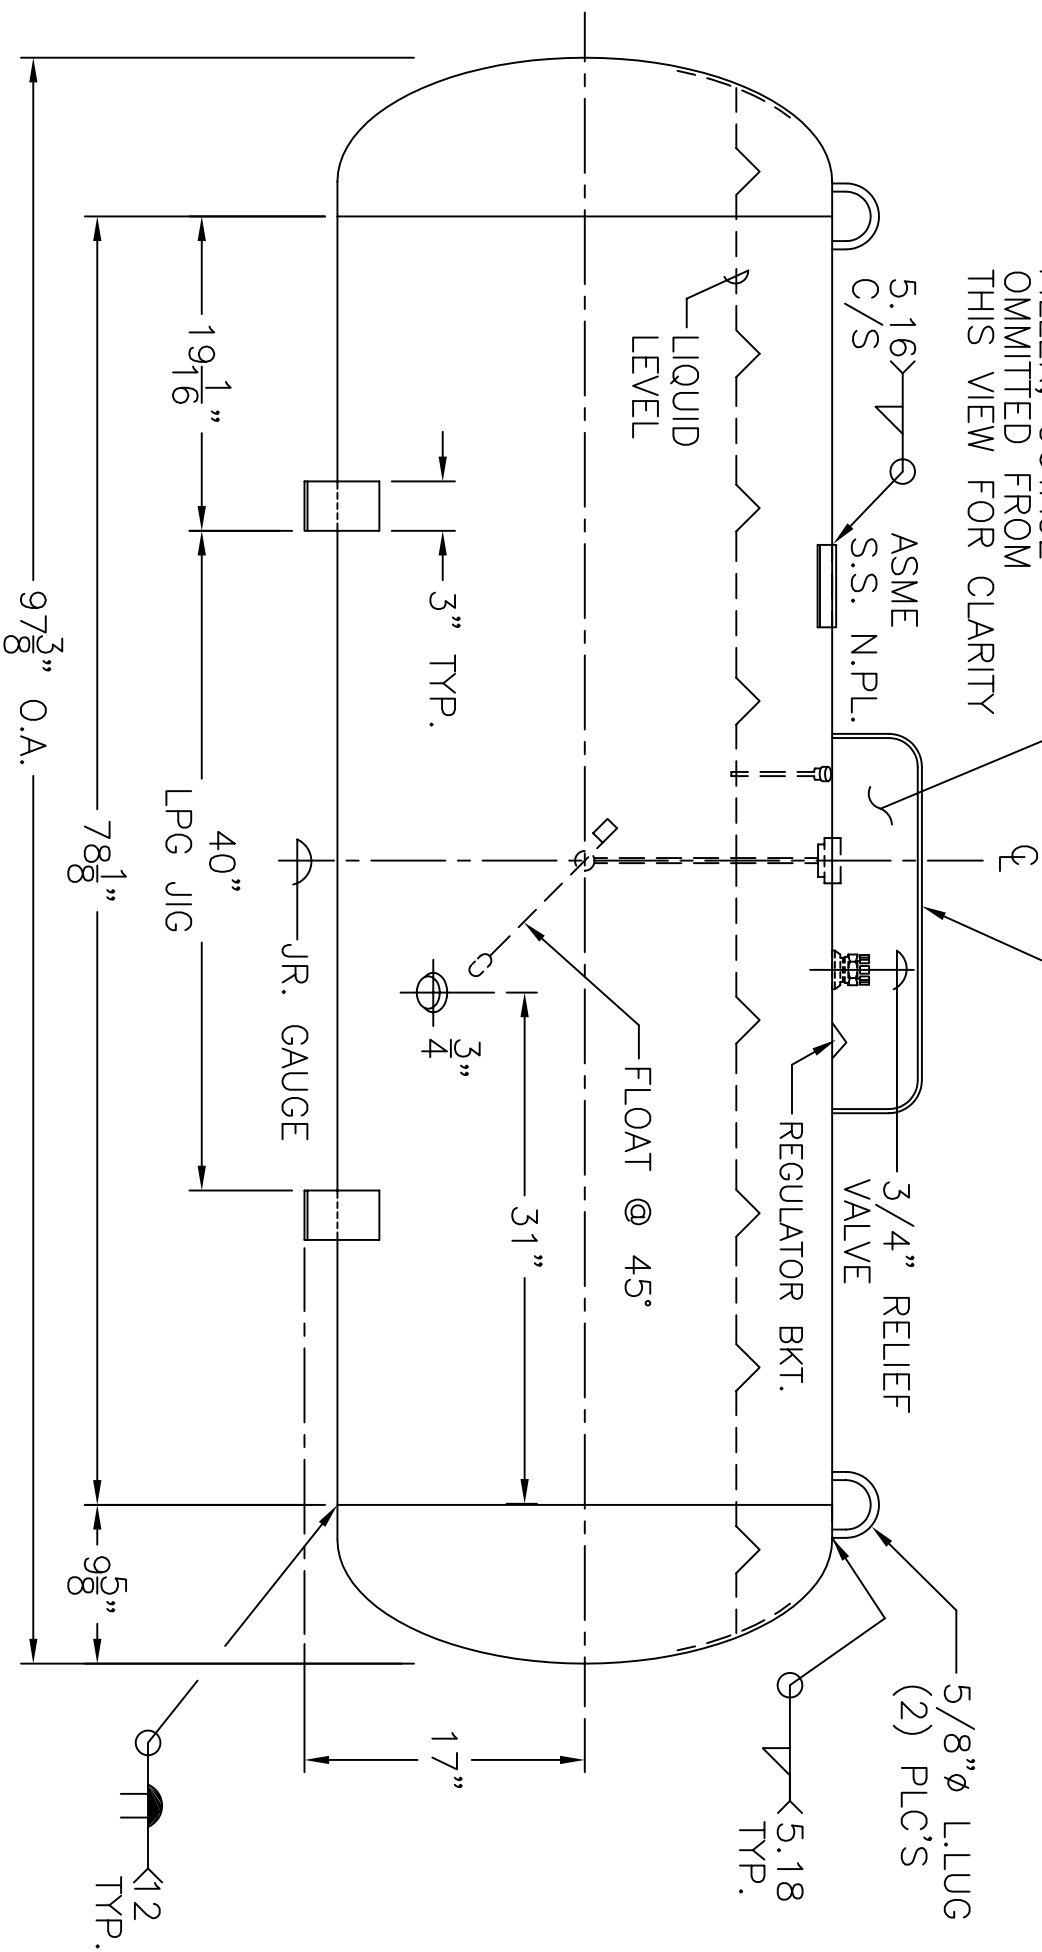 OMMITTED FROM
THIS VIEW FOR CLARITY
C
L
5.16
C/S
ASME
S.S. N.PL.
3/4" RELIEF
VALVE
REGULATOR BKT.
5/8"ø L.LUG
(2) PLC'S
5.18
TYP.
LIQUID
LEVEL
FLOAT @ 45°
3" TYP.
3/4"
31"
JR. GAUGE
17"
19 1/16"
40"
LPG JIG
78 1/8"
9 5/8"
97 3/8" O.A.
12
TYP.